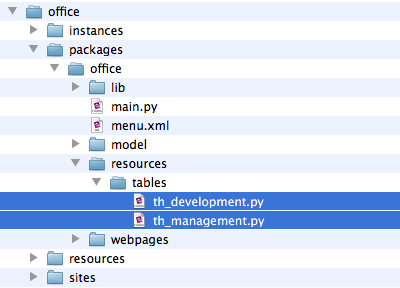 office
instances
packages
office
lib
main.py
menu.xml
model
resources
tables
th_development.py
th_management.py
webpages
resources
sites